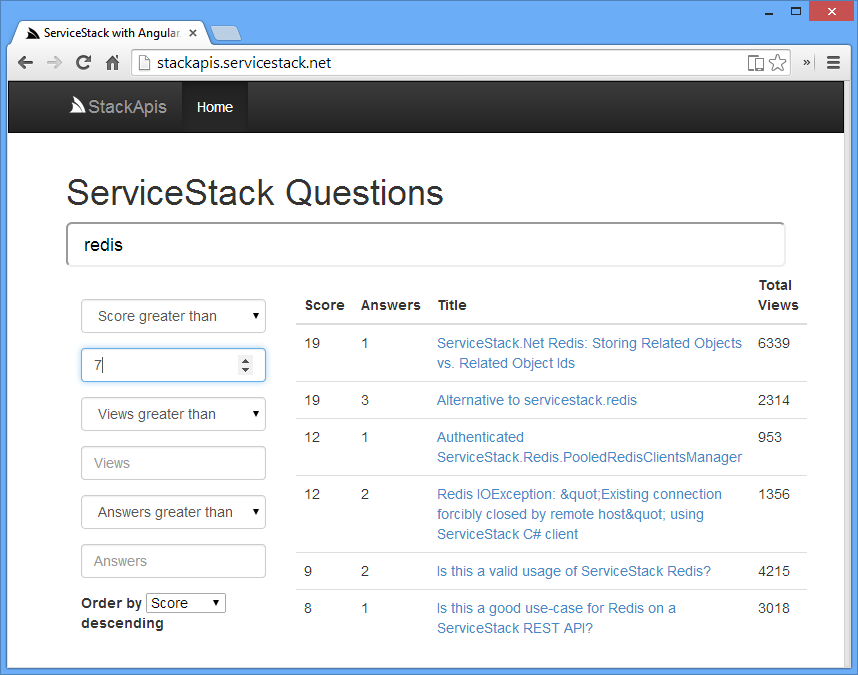 ServiceStack with Angular
stackapis.servicestack.net
StackApis
Home
ServiceStack Questions
redis
Score greater than
7
Views greater than
Views
Answers greater than
Answers
Order by Score
descending
Score Answers Title Total Views
19 1 ServiceStack.Net Redis: Storing Related Objects 6339
vs. Related Object Ids
19 3 Alternative to servicestack.redis 2314
12 1 Authenticated 953
ServiceStack.Redis.PooledRedisClientsManager
12 2 Redis IOException: &quot;Existing connection 1356
forcibly closed by remote host&quot; using
ServiceStack C# client
9 2 Is this a valid usage of ServiceStack Redis? 4215
8 1 Is this a good use-case for Redis on a 3018
ServiceStack REST API?